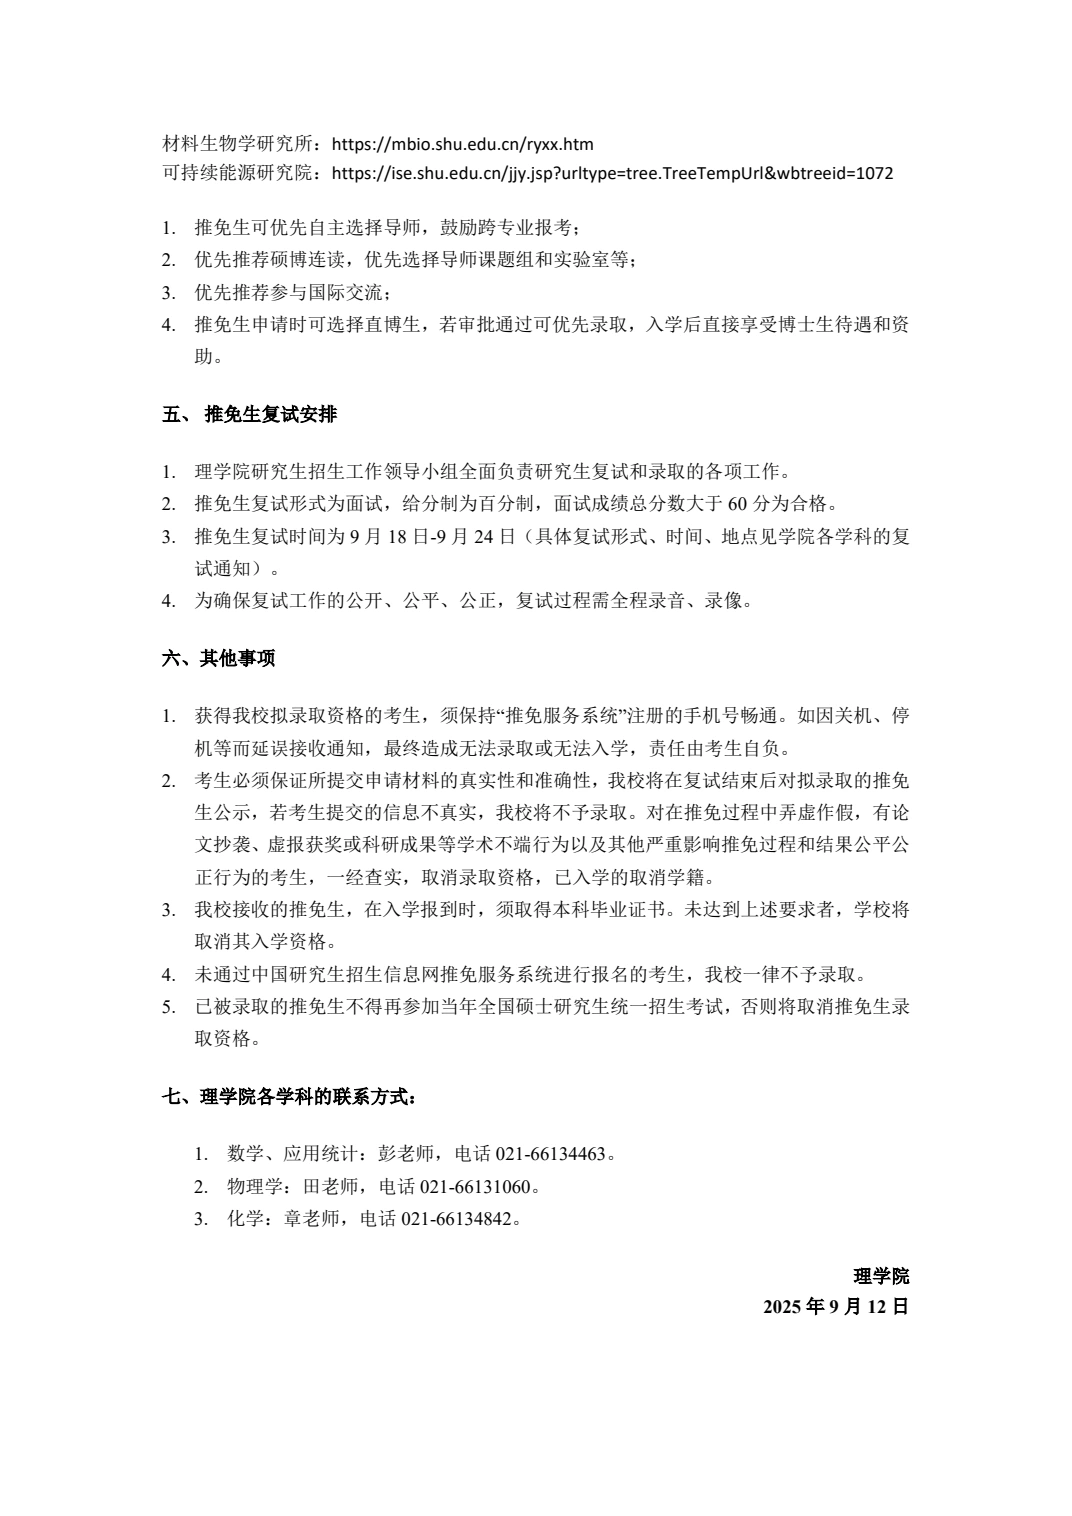 材料生物学研究所：https://mbio.shu.edu.cn/ryxx.htm
可持续能源研究院：https://ise.shu.edu.cn/jjy.jsp?urltype=tree.TreeTempUrl&wbtreeid=1072
1. 推免生可优先自主选择导师，鼓励跨专业报考；
2. 优先推荐硕博连读，优先选择导师课题组和实验室等；
3. 优先推荐参与国际交流；
4. 推免生申请时可选择直博生，若审批通过可优先录取，入学后直接享受博士生待遇和资
助。
五、 推免生复试安排
1. 理学院研究生招生工作领导小组全面负责研究生复试和录取的各项工作。
2. 推免生复试形式为面试，给分制为百分制，面试成绩总分数大于 60 分为合格。
3. 推免生复试时间为 9 月 18 日-9 月 24 日（具体复试形式、时间、地点见学院各学科的复
试通知）。
4. 为确保复试工作的公开、公平、公正，复试过程需全程录音、录像。
六、其他事项
1. 获得我校拟录取资格的考生，须保持“推免服务系统”注册的手机号畅通。如因关机、停
机等而延误接收通知，最终造成无法录取或无法入学，责任由考生自负。
2. 考生必须保证所提交申请材料的真实性和准确性，我校将在复试结束后对拟录取的推免
生公示，若考生提交的信息不真实，我校将不予录取。对在推免过程中弄虚作假，有论
文抄袭、虚报获奖或科研成果等学术不端行为以及其他严重影响推免过程和结果公平公
正行为的考生，一经查实，取消录取资格，已入学的取消学籍。
3. 我校接收的推免生，在入学报到时，须取得本科毕业证书。未达到上述要求者，学校将
取消其入学资格。
4. 未通过中国研究生招生信息网推免服务系统进行报名的考生，我校一律不予录取。
5. 已被录取的推免生不得再参加当年全国硕士研究生统一招生考试，否则将取消推免生录
取资格。
七、理学院各学科的联系方式：
1. 数学、应用统计：彭老师，电话 021-66134463。
2. 物理学：田老师，电话 021-66131060。
3. 化学：章老师，电话 021-66134842。
理学院
2025 年 9 月 12 日